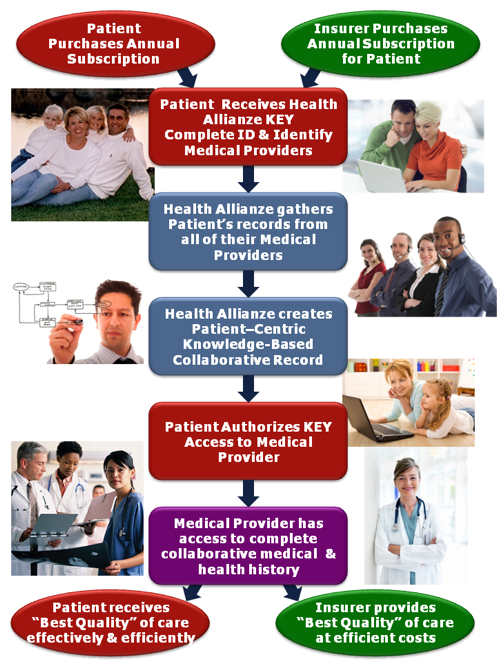 Patient
Purchases Annual
Subscription
Insurer Purchases
Annual Subscription
for Patient
Patient  Receives Health
Allianze KEY
Complete ID & Identify
Medical Providers
Health Allianze gathers
Patient's records from
all of their Medical
Providers
Health Allianze creates
Patient–Centric
Knowledge-Based
Collaborative Record
Patient Authorizes KEY
Access to Medical
Provider
Medical Provider has
access to complete
collaborative medical  &
health history
Patient receives
“Best Quality” of care
effectively & efficiently
Insurer provides
“Best Quality” of care
at efficient costs